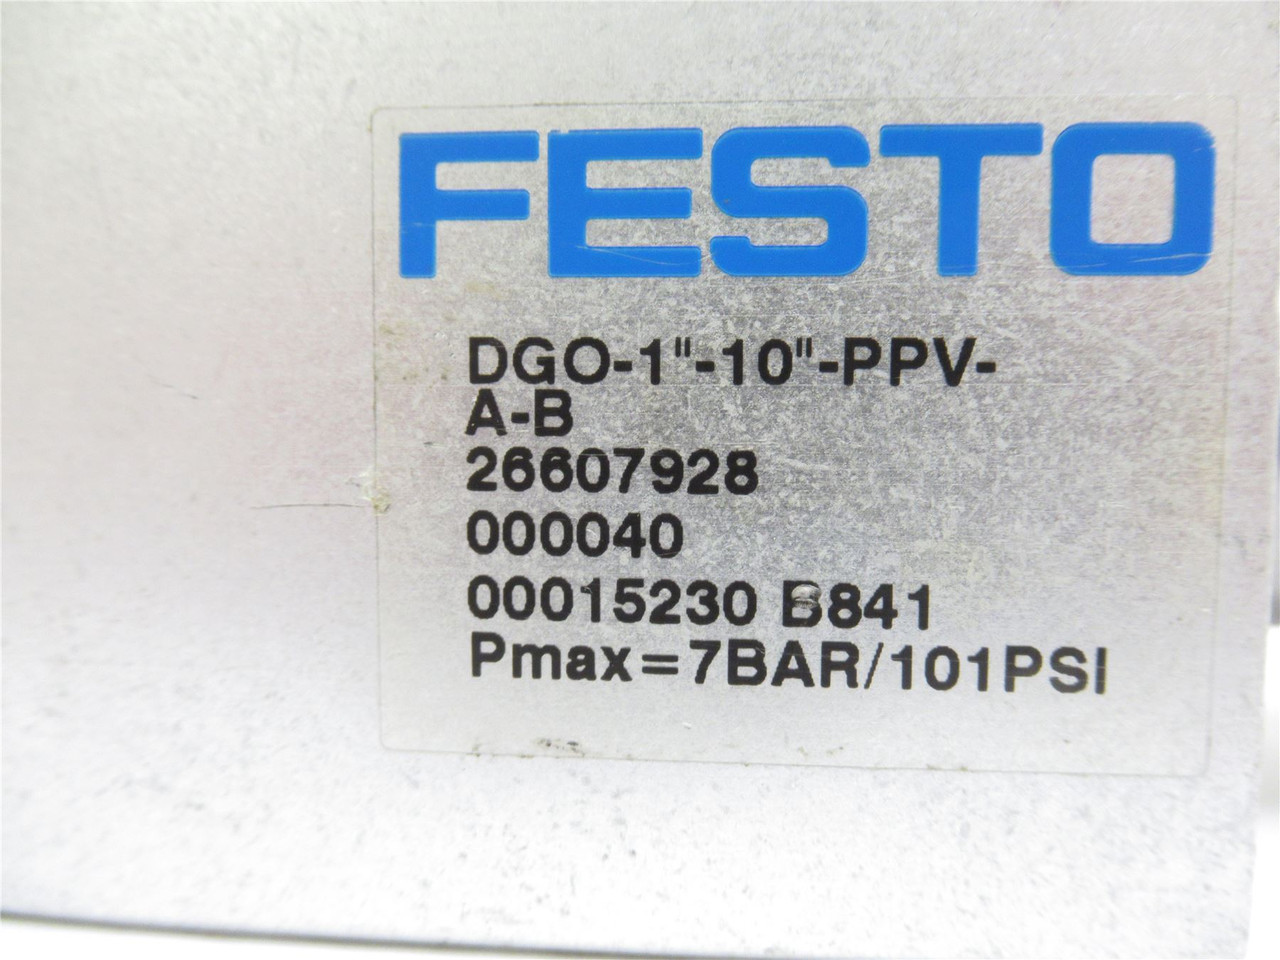 FESTO
DGO-1"-10"-PPV-
A-B
26607928
000040
00015230 B841
Pmax=7BAR/101PSI